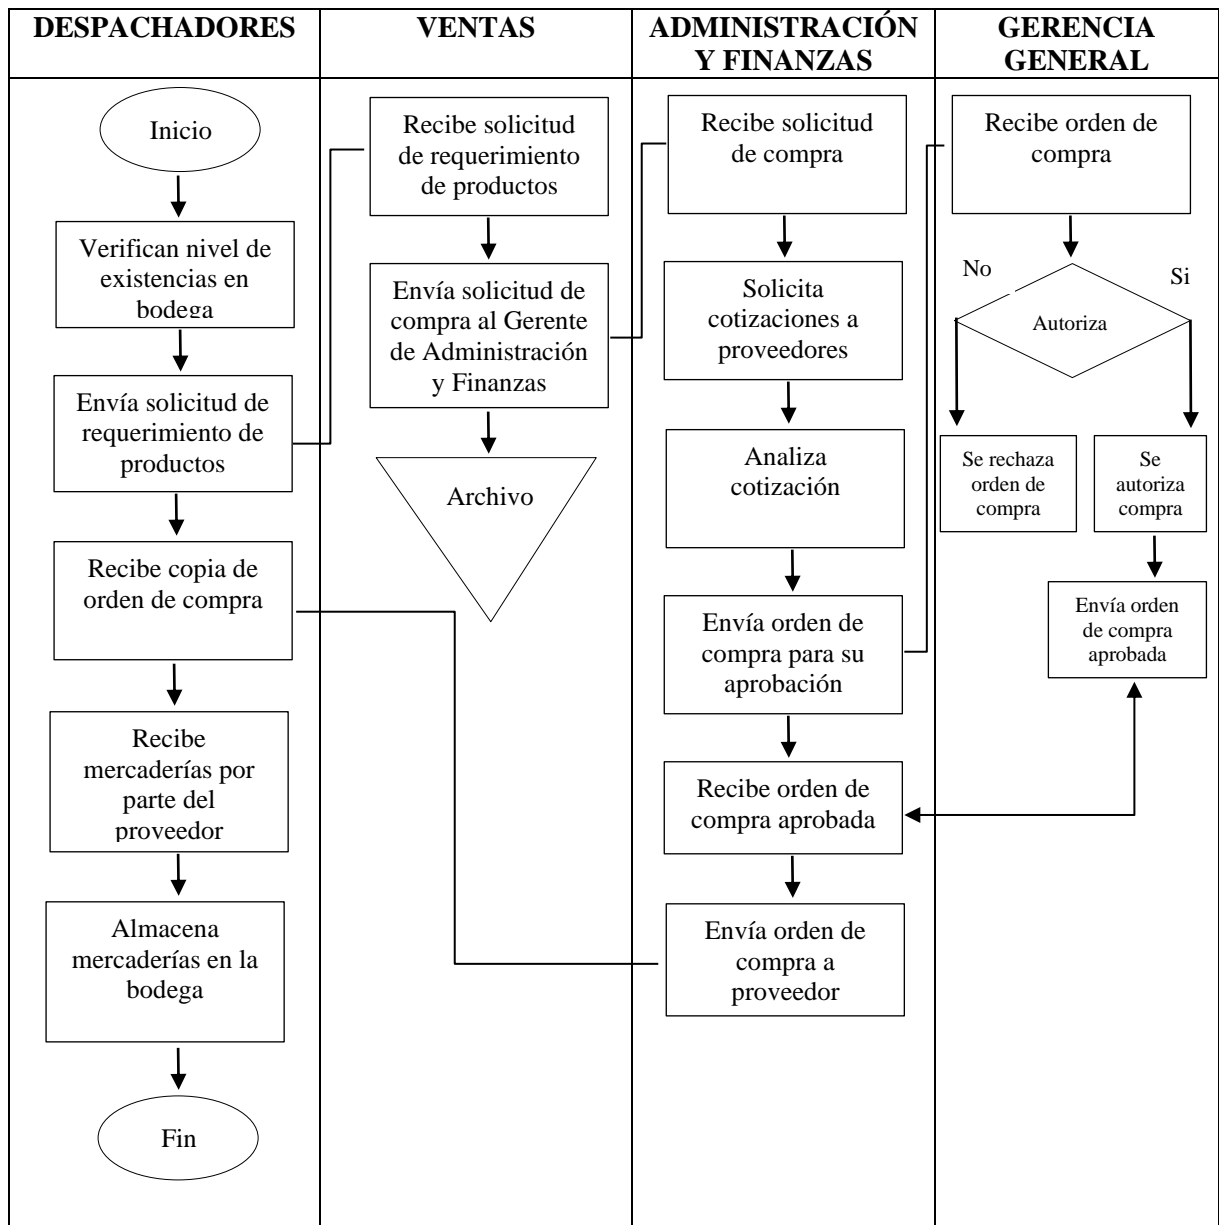 DESPACHADORES
VENTAS
ADMINISTRACIÓN
Y FINANZAS
GERENCIA
GENERAL
Inicio
Verifican nivel de
existencias en
bodega
Envía solicitud de
requerimiento de
productos
Recibe copia de
orden de compra
Recibe
mercaderías por
parte del
proveedor
Almacena
mercaderías en la
bodega
Fin
Recibe solicitud
de requerimiento
de productos
Envía solicitud de
compra al Gerente
de Administración
y Finanzas
Archivo
Recibe solicitud
de compra
Solicita
cotizaciones a
proveedores
Analiza
cotización
Envía orden de
compra para su
aprobación
Recibe orden de
compra aprobada
Envía orden de
compra a
proveedor
Recibe orden de
compra
No
Si
Autoriza
Se rechaza
orden de
compra
Se
autoriza
compra
Envía orden
de compra
aprobada